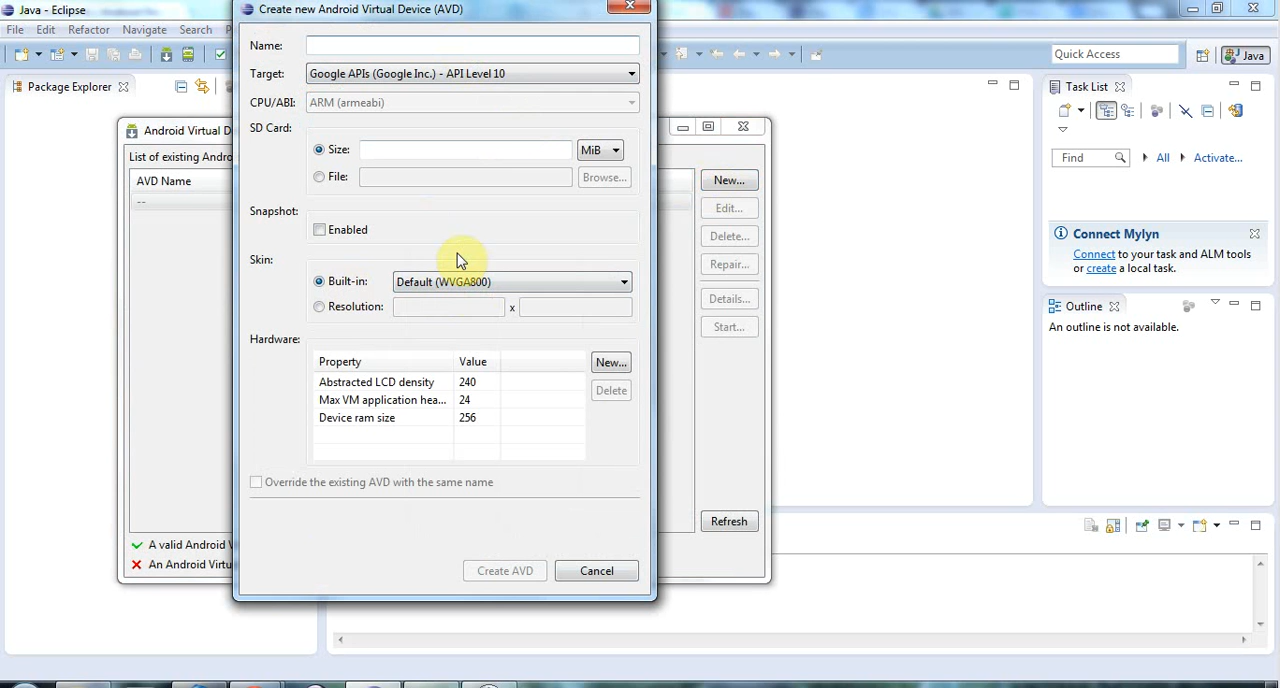 Java - Eclipse
Create new Android Virtual Device (AVD)
File Edit Refactor Navigate Search
Name:
Target: Google APIs (Google Inc.) - API Level 10
CPU/ABI: ARM (armeabi)
SD Card:
Size: MiB
File: Browse...
Snapshot:
Enabled
Skin:
Built-in: Default (WVGA800)
Resolution: x
Hardware:
Property Value
Abstracted LCD density 240
Max VM application hea... 24
Device ram size 256
New...
Delete
Override the existing AVD with the same name
Create AVD Cancel
Package Explorer
Android Virtual D
List of existing Andro
AVD Name
--
A valid Android V
An Android Virtu
New...
Edit...
Delete...
Repair...
Details...
Start...
Refresh
Quick Access
Java
Task List
Find All Activate...
Connect Mylyn
Connect to your task and ALM tools
or create a local task.
Outline
An outline is not available.